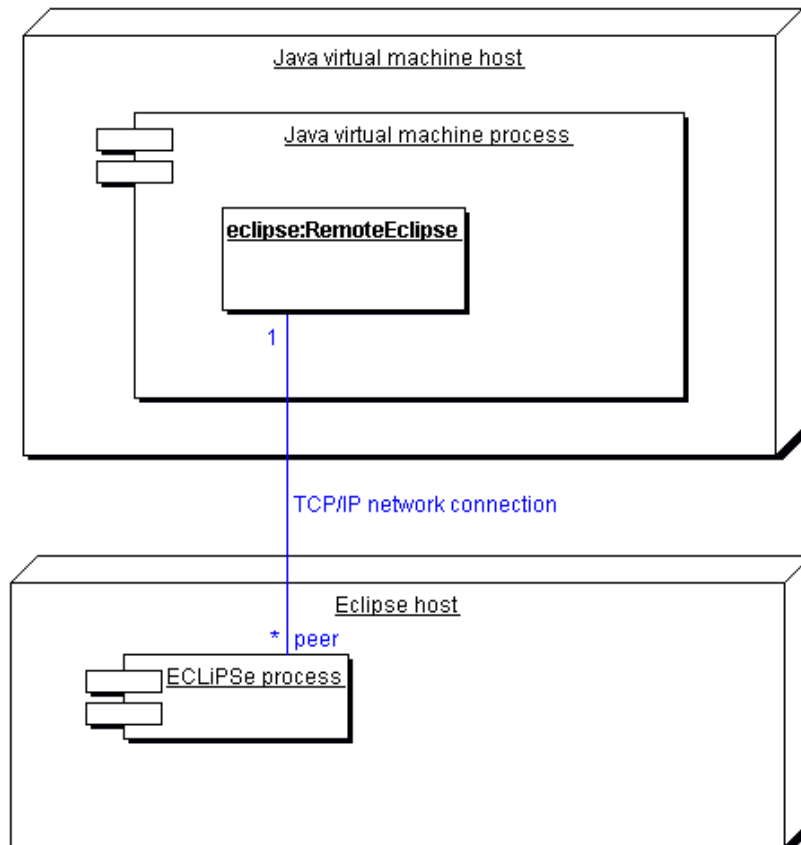 Java virtual machine host
Java virtual machine process
eclipse:RemoteEclipse
1
TCP/IP network connection
Eclipse host
* peer
ECLiPSe process